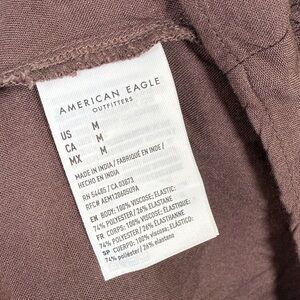 AMERICAN EAGLE
OUTFITTERS
US M
CA M
MX M
MADE IN INDIA / FABRIQUÉ EN INDE /
HECHO EN INDIA
RN 54485 / CA 03873
RFC# AEM120605U9A
EN BODY: 100% VISCOSE; ELASTIC:
74% POLYESTER / 26% ELASTANE
FR CORPS: 100% VISCOSE; ÉLASTIQUE:
74% POLYESTER / 26% ÉLASTHANNE
SP CUERPO: 100% VISCOSA; ELÁSTICO:
74% poliéster / 26% elastano